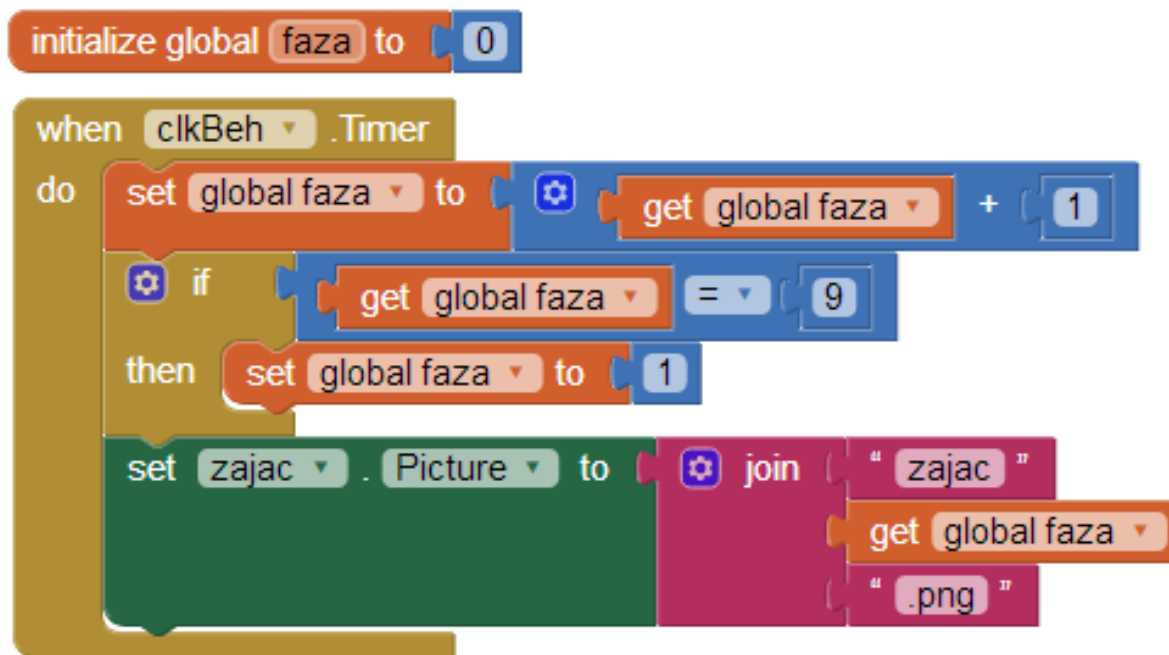 initialize global faza to 0
when clkBeh .Timer
do set global faza to get global faza + 1
if get global faza = 9
then set global faza to 1
set zajac . Picture to join “ zajac ”
get global faza
“ .png ”